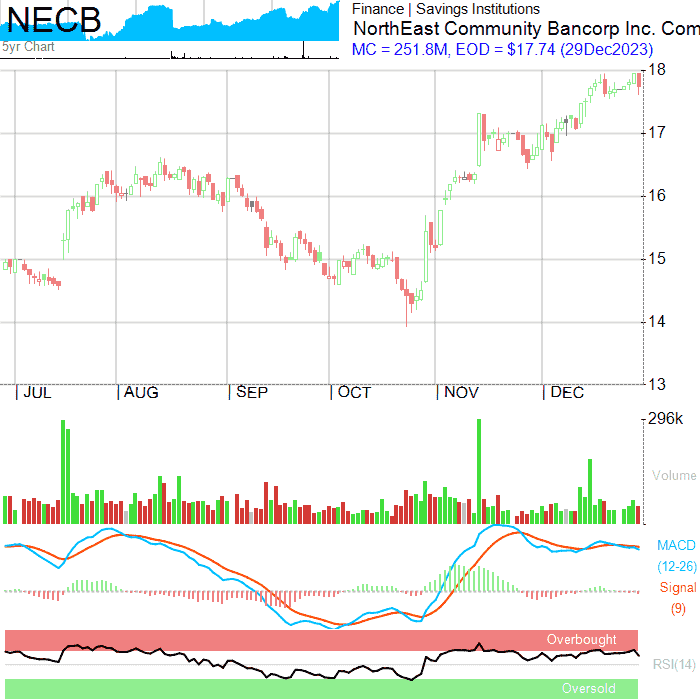 NECB
5yr Chart
Finance | Savings Institutions
NorthEast Community Bancorp Inc. Com
MC = 251.8M, EOD = $17.74 (29Dec2023)
18
17
16
15
14
13
JUL
AUG
SEP
OCT
NOV
DEC
296k
Volume
MACD
(12-26)
Signal
(9)
Overbought
RSI(14)
Oversold